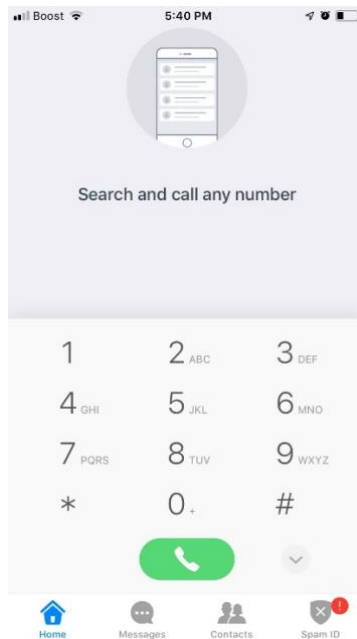 Boost 5:40 PM
Search and call any number
1 2 ABC 3 DEF
4 GHI 5 JKL 6 MNO
7 PQRS 8 TUV 9 WXYZ
* 0 + #
Home Messages Contacts Spam ID